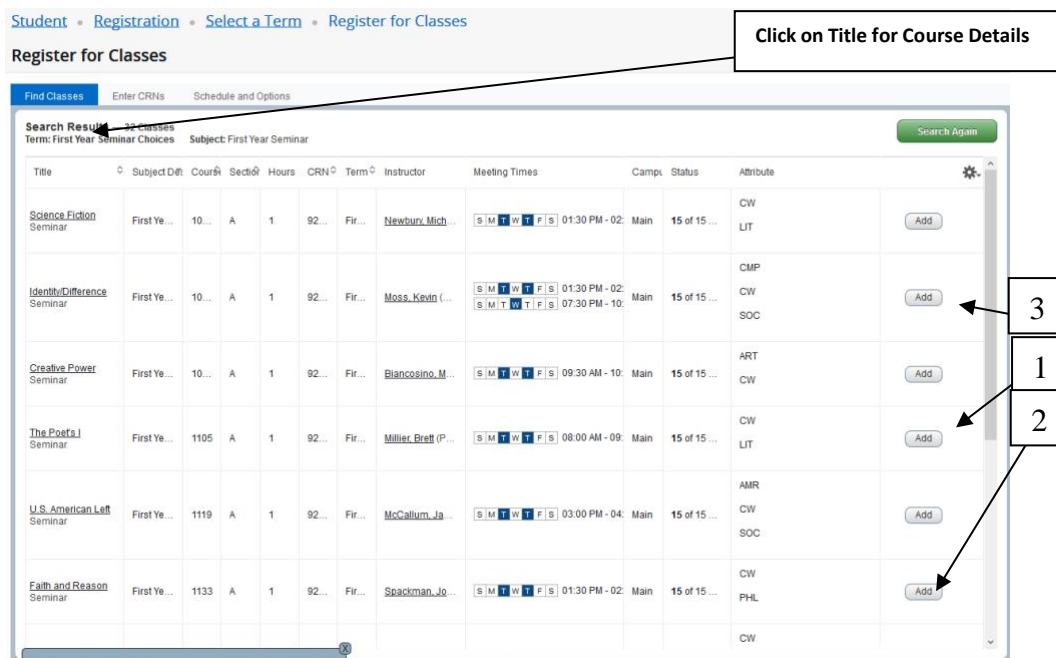 Student • Registration • Select a Term • Register for Classes
Click on Title for Course Details
Register for Classes
Find Classes Enter CRNs Schedule and Options
Search Results — 32 Classes
Term: First Year Seminar Choices Subject: First Year Seminar
Search Again
Title Subject Hours CRN Term Instructor Meeting Times Status Attribute
Science Fiction
Seminar
First Ye... 10... A 1 92... Fir... Newbury, Mich... S M T W T F S 01:30 PM - 02: Main 15 of 15 ... Add
CW
LIT
Identity/Difference
Seminar
First Ye... 10... A 1 92... Fir... Moss, Kevin (... S M T W T F S 01:30 PM - 02:
S M T W T F S 07:30 PM - 10:
Main 15 of 15 ... Add
CMP
CW
SOC
3
Creative Power
Seminar
First Ye... 10... A 1 92... Fir... Biancosino, M... S M T W T F S 09:30 AM - 10: Main 15 of 15 ... Add
ART
CW
1
The Poet's I
Seminar
First Ye... 1105 A 1 92... Fir... Millier, Brett (P... S M T W T F S 08:00 AM - 09: Main 15 of 15 ... Add
CW
LIT
2
U.S. American Left
Seminar
First Ye... 1119 A 1 92... Fir... McCallum, Ja... S M T W T F S 03:00 PM - 04: Main 15 of 15 ... Add
AMR
CW
SOC
Faith and Reason
Seminar
First Ye... 1133 A 1 92... Fir... Spackman, Jo... S M T W T F S 01:30 PM - 02: Main 15 of 15 ... Add
CW
PHL
CW
X